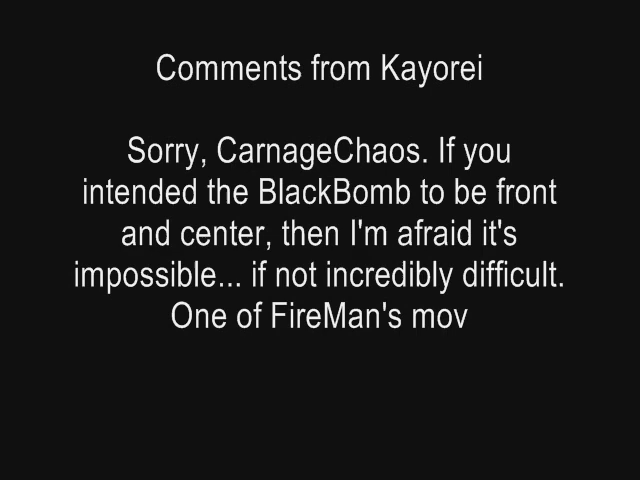 Comments from Kayorei
Sorry, CarnageChaos. If you
intended the BlackBomb to be front
and center, then I'm afraid it's
impossible... if not incredibly difficult.
One of FireMan's mov